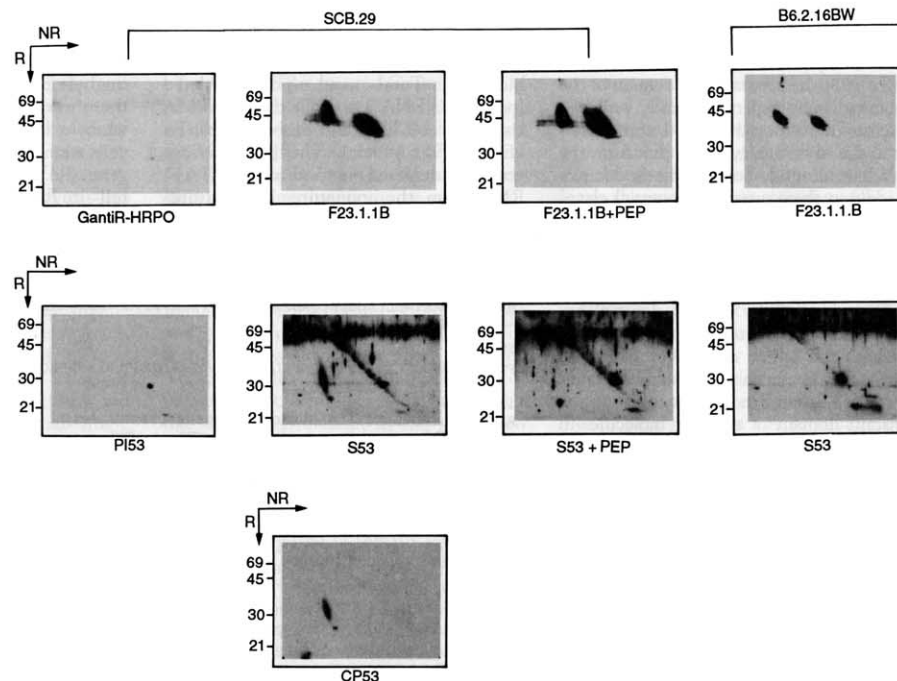 SCB.29
B6.2.16BW
NR
R
69
45
30
21
GantiR-HRPO
69
45
30
21
F23.1.1B
69
45
30
21
F23.1.1B+PEP
69
45
30
21
F23.1.1.B
NR
R
69
45
30
21
PI53
69
45
30
21
S53
69
45
30
21
S53 + PEP
69
45
30
21
S53
NR
R
69
45
30
21
CP53